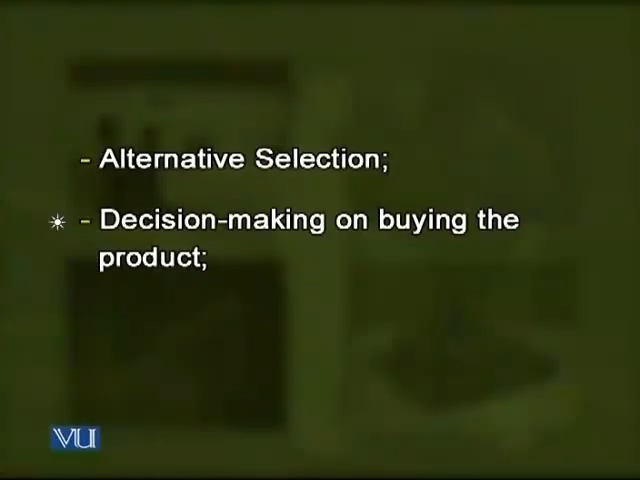 - Alternative Selection;
- Decision-making on buying the
product;
VU